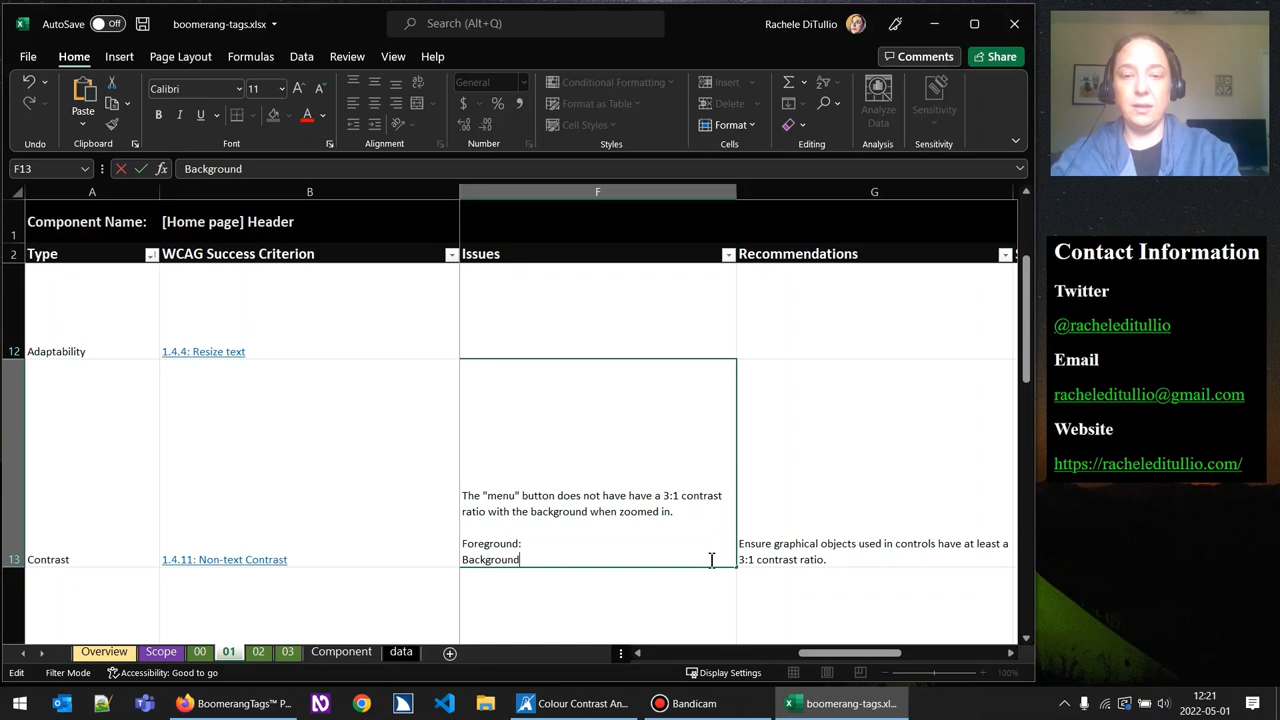 AutoSave
Off
boomerang-tags.xlsx
Search (Alt+Q)
Rachele DiTullio
File
Home
Insert
Page Layout
Formulas
Data
Review
View
Help
Comments
Share
Paste
Calibri
11
General
Conditional Formatting
Format as Table
Cell Styles
Insert
Delete
Format
Analyze
Data
Sensitivity
Undo
Clipboard
Font
Alignment
Number
Styles
Cells
Editing
Analysis
Sensitivity
F13
Background
A
B
F
G
1
Component Name:
[Home page] Header
2
Type
WCAG Success Criterion
Issues
Recommendations
12
Adaptability
1.4.4: Resize text
The "menu" button does not have have a 3:1 contrast
ratio with the background when zoomed in.
Foreground:
Background
Ensure graphical objects used in controls have at least a
3:1 contrast ratio.
13
Contrast
1.4.11: Non-text Contrast
Overview
Scope
00
01
02
03
Component
data
Edit
Filter Mode
Accessibility: Good to go
Display Settings
100%
BoomerangTags™ P...
Colour Contrast An...
Bandicam
boomerang-tags.xl...
12:21
2022-05-01
Contact Information
Twitter
@racheleditullio
Email
racheleditullio@gmail.com
Website
https://racheleditullio.com/